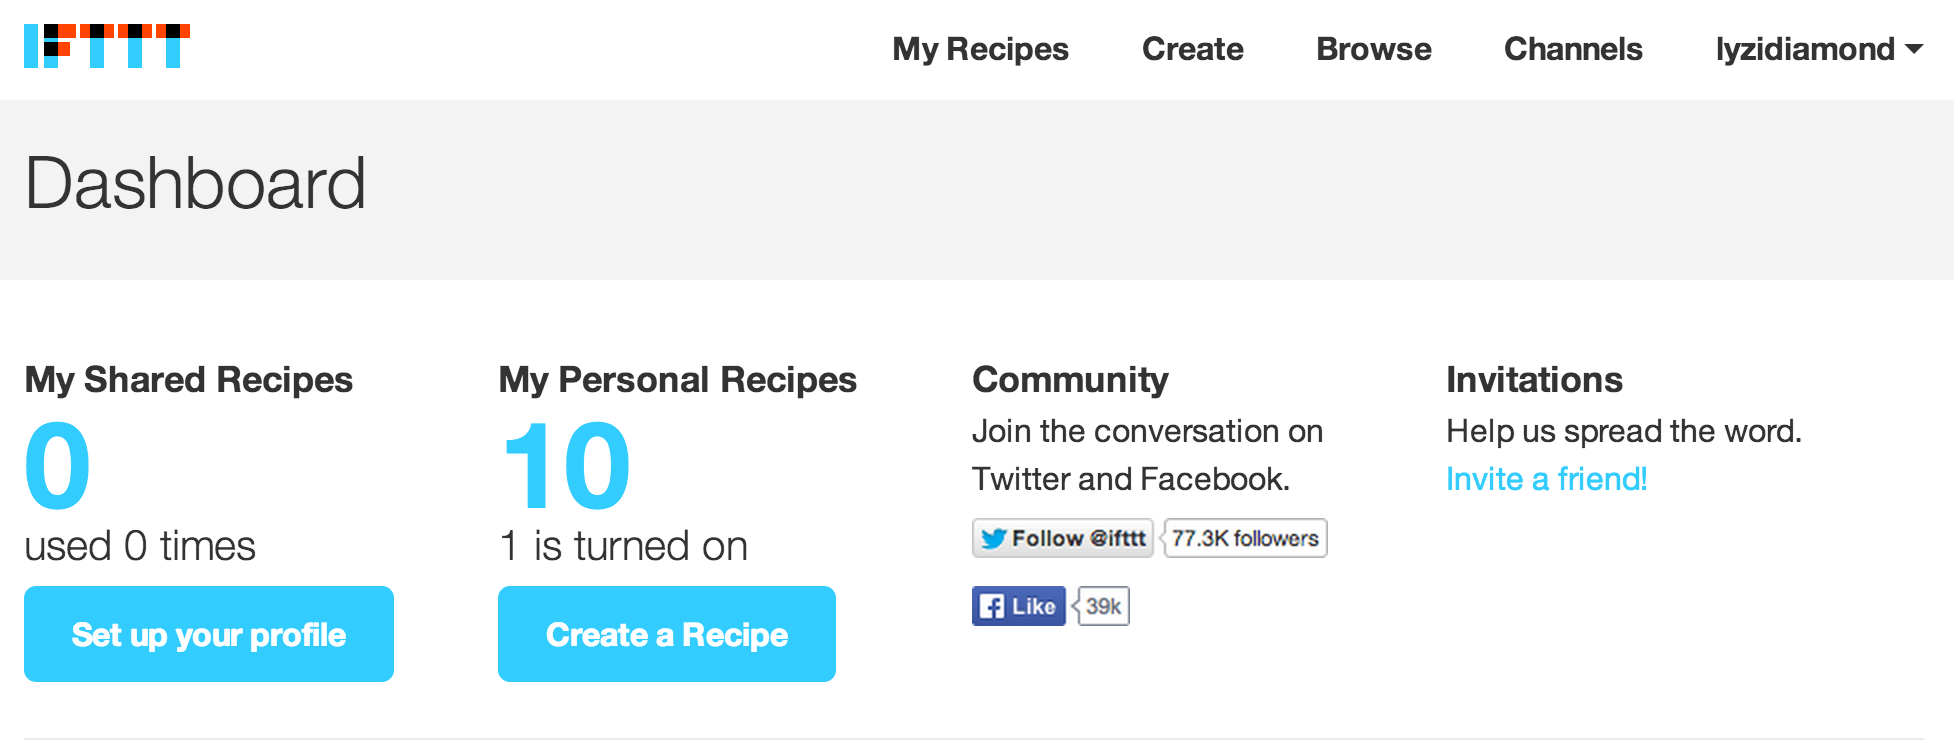 IFTTT
My Recipes Create Browse Channels lyzidiamond
Dashboard
My Shared Recipes
0
used 0 times
Set up your profile
My Personal Recipes
10
1 is turned on
Create a Recipe
Community
Join the conversation on
Twitter and Facebook.
Follow @ifttt 77.3K followers
Like 39k
Invitations
Help us spread the word.
Invite a friend!